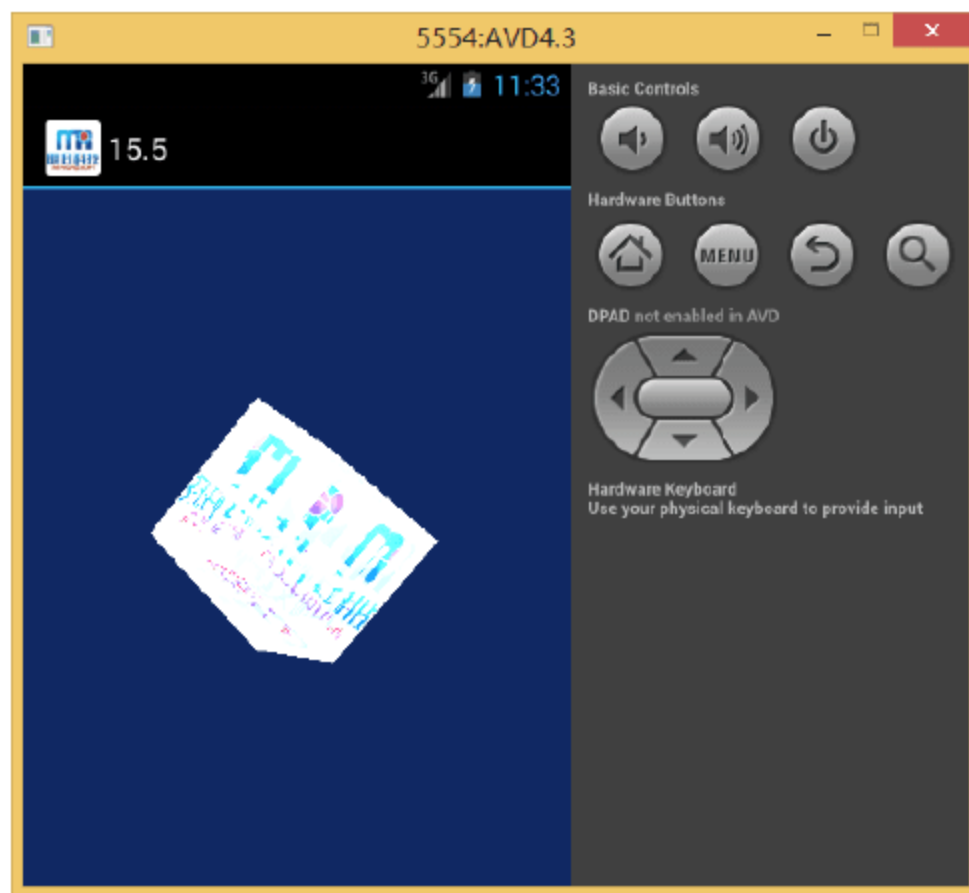 5554:AVD4.3
3G 11:33
15.5
Basic Controls
Hardware Buttons
MENU
DPAD not enabled in AVD
Hardware Keyboard
Use your physical keyboard to provide input